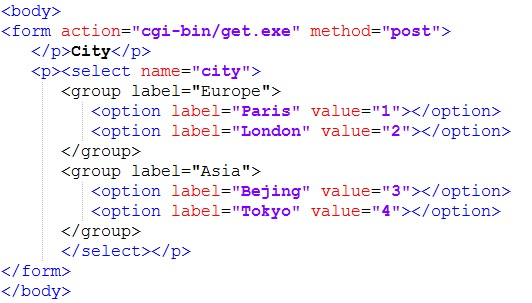 <body>
<form action="cgi-bin/get.exe" method="post">
</p>City</p>
<p><select name="city">
<group label="Europe">
<option label="Paris" value="1"></option>
<option label="London" value="2"></option>
</group>
<group label="Asia">
<option label="Bejing" value="3"></option>
<option label="Tokyo" value="4"></option>
</group>
</select></p>
</form>
</body>